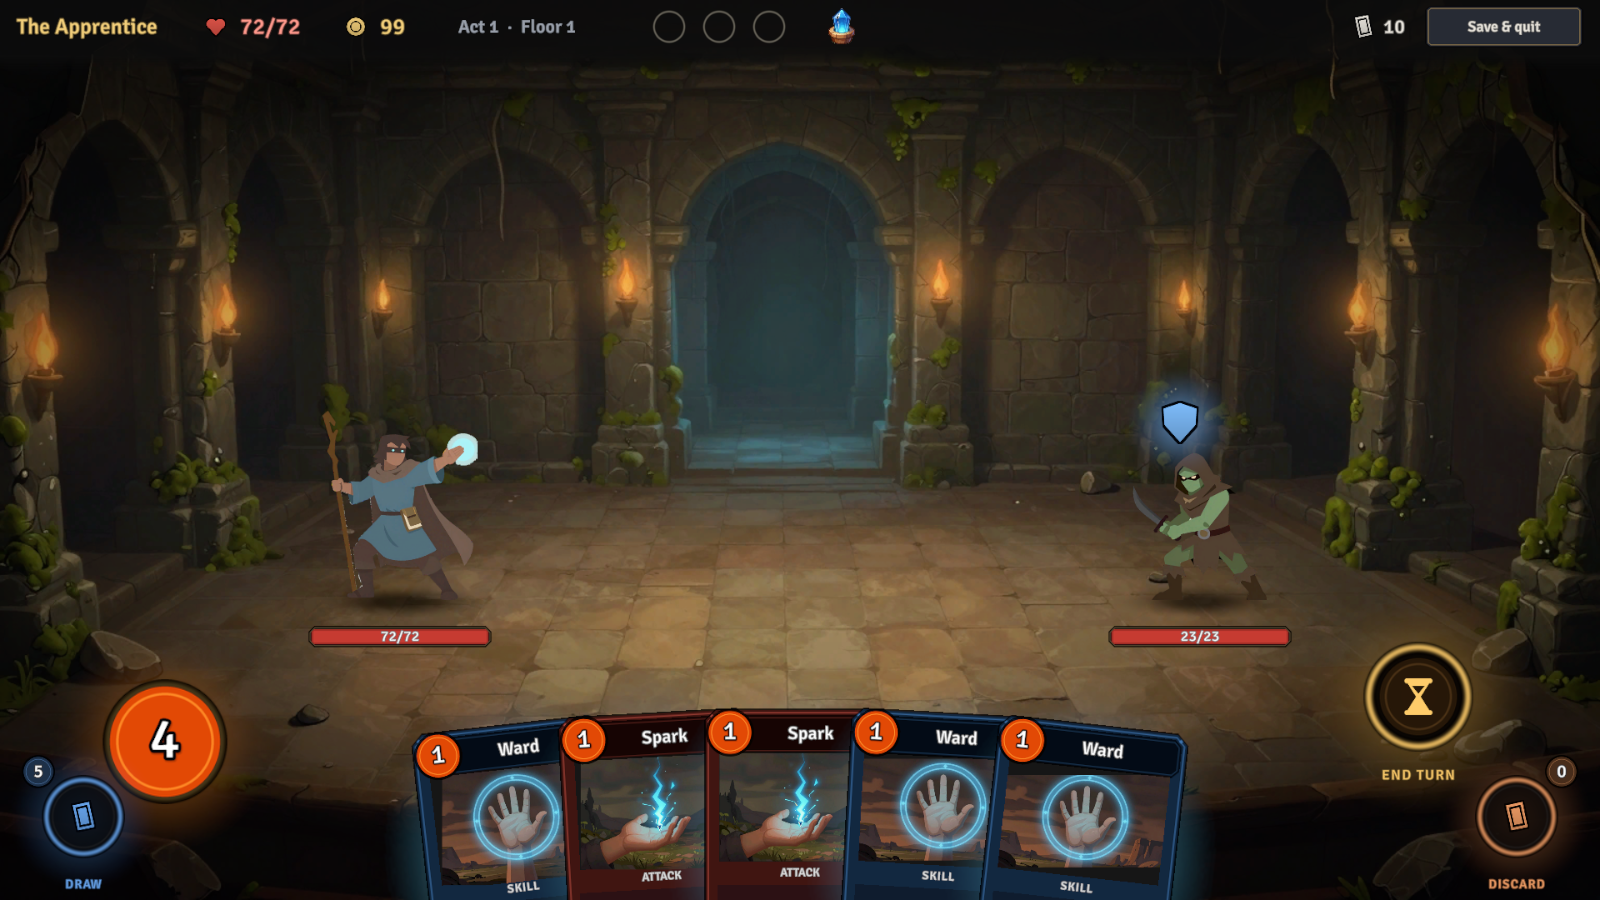 The Apprentice
72/72
99
Act 1 · Floor 1
10
Save & quit
72/72
23/23
4
5
DRAW
1
Ward
SKILL
1
Spark
ATTACK
1
Spark
ATTACK
1
Ward
SKILL
1
Ward
SKILL
END TURN
0
DISCARD